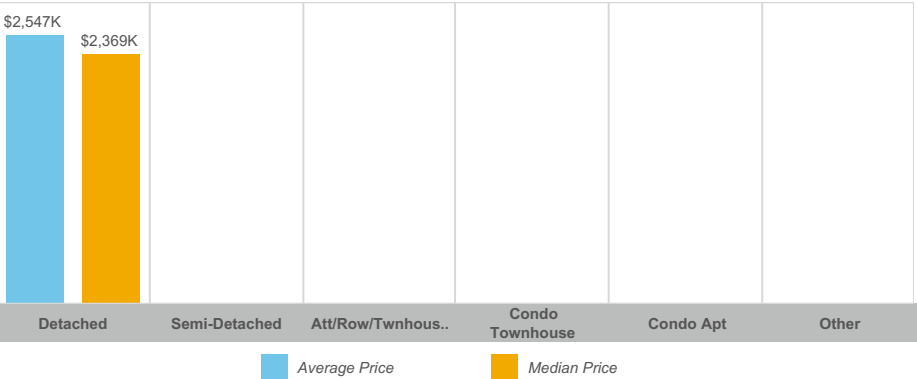 $2,547K
$2,369K
Detached
Semi-Detached
Att/Row/Twnhous..
Condo
Townhouse
Condo Apt
Other
Average Price
Median Price